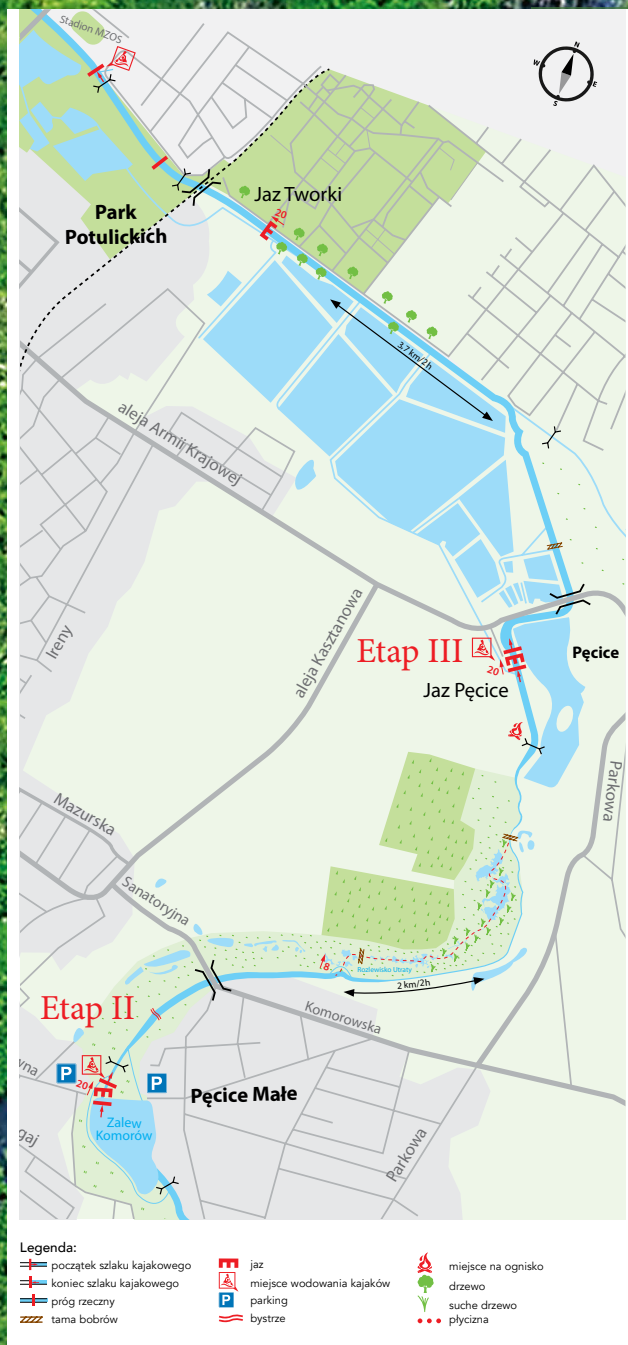 Stadion MZOS
N
W
E
S
Park
Potulickich
Jaz Tworki
20
3.7 km/2h
aleja Armii Krajowej
Ireny
aleja Kasztanowa
Etap III
20
Jaz Pęcice
Pęcice
Parkowa
Mazurska
Sanatoryjna
8
Rozlewisko Utraty
2 km/2h
Etap II
Komorowska
P
20
P
Pęcice Małe
Zalew
Komorów
Parkowa
Legenda:
początek szlaku kajakowego
koniec szlaku kajakowego
próg rzeczny
tama bobrów
jaz
miejsce wodowania kajaków
P parking
bystrze
miejsce na ognisko
drzewo
suche drzewo
płycizna